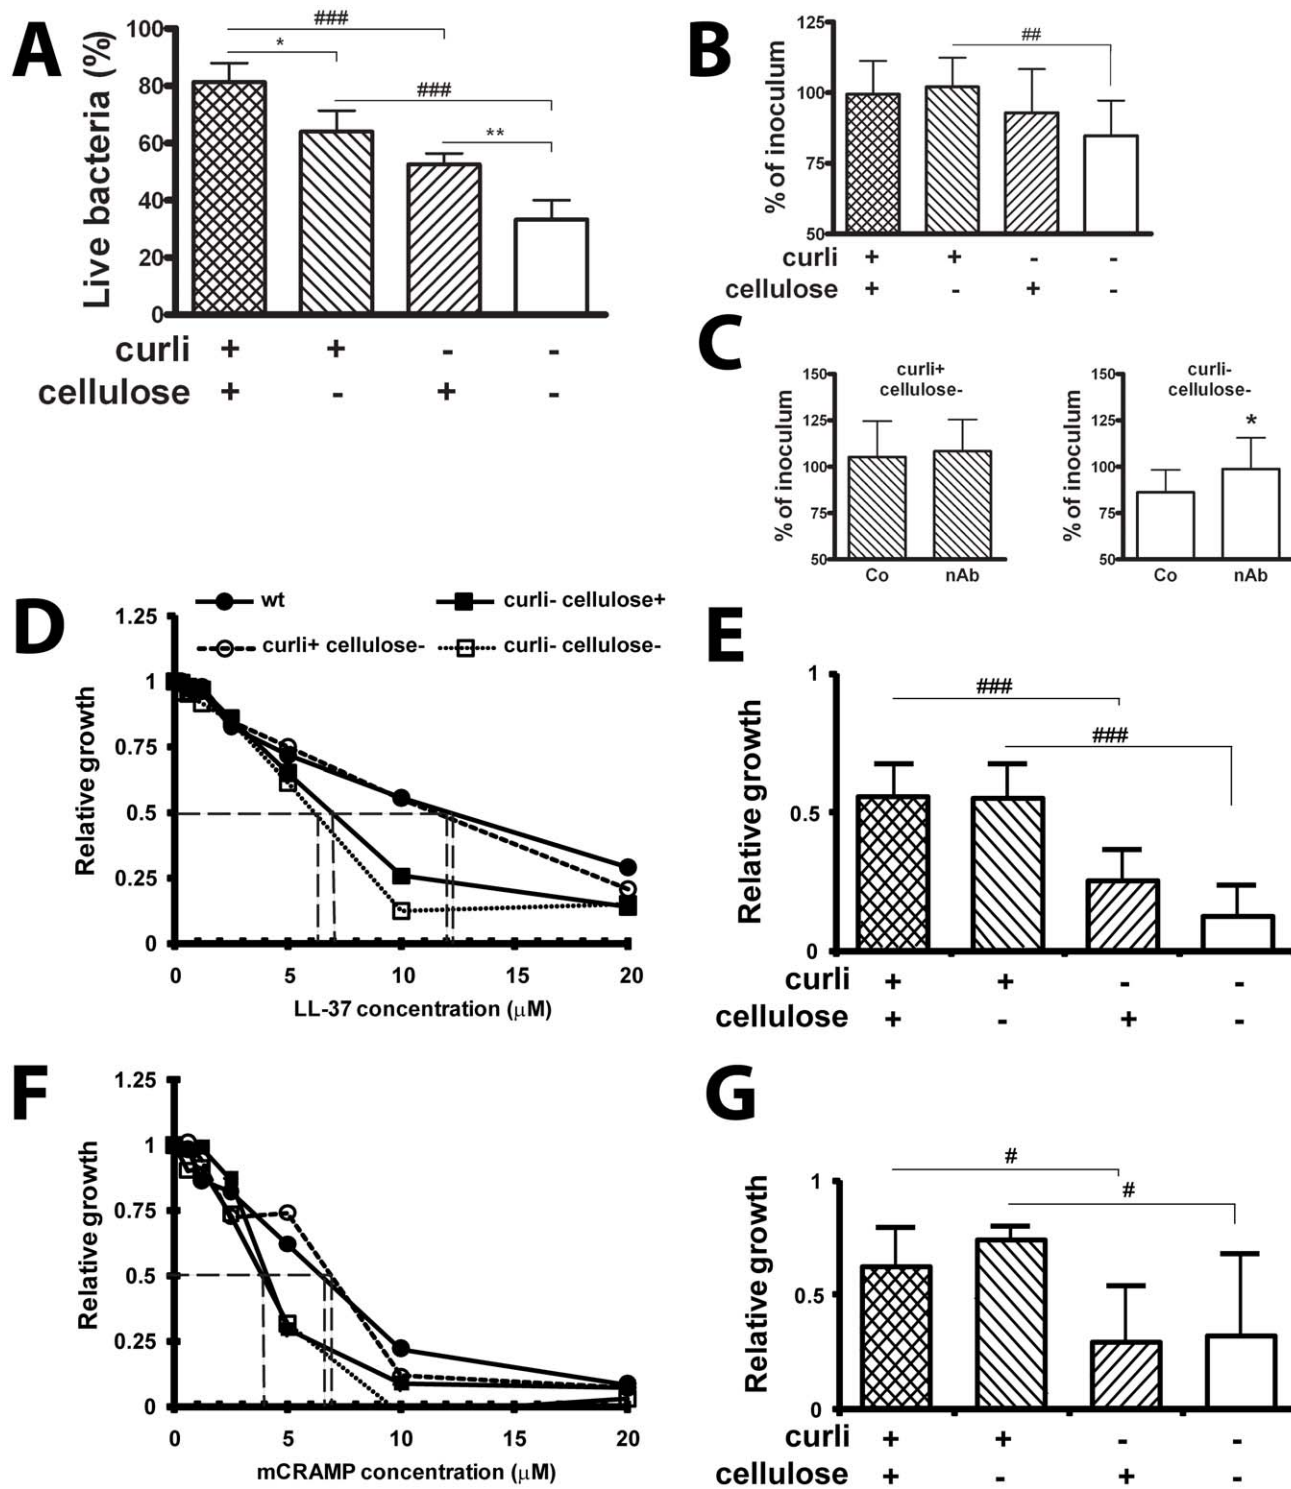 A
Live bacteria (%)
100
80
60
40
20
0
###
*
###
**
curli + + - -
cellulose + - + -
B
% of inoculum
125
100
75
50
##
curli + + - -
cellulose + - + -
C
% of inoculum
150
125
100
75
50
curli+
cellulose-
Co nAb
% of inoculum
150
125
100
75
50
curli-
cellulose-
*
Co nAb
D
wt
curli- cellulose+
curli+ cellulose-
curli- cellulose-
Relative growth
1.25
1
0.75
0.5
0.25
0
0 5 10 15 20
LL-37 concentration (μM)
E
Relative growth
1
0.5
0
###
###
curli + + - -
cellulose + - + -
F
Relative growth
1.25
1
0.75
0.5
0.25
0
0 5 10 15 20
mCRAMP concentration (μM)
G
Relative growth
1
0.5
0
#
#
curli + + - -
cellulose + - + -